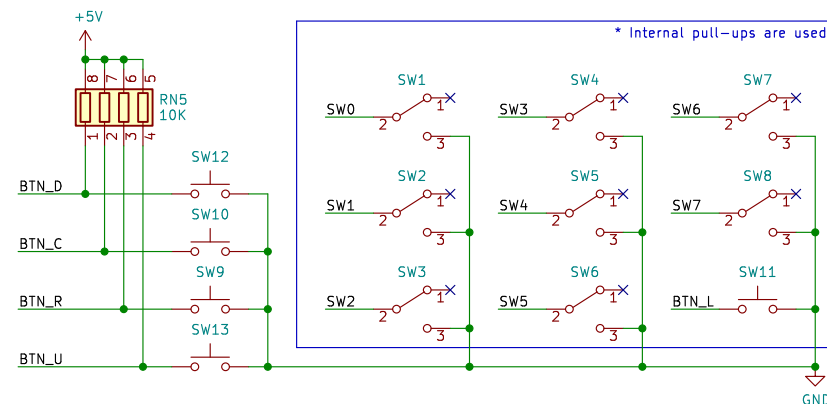 +5V
* Internal pull-ups are used
8 7 6 5
RN5
10K
1 2 3 4
SW1
SW0 2 1 3
SW4
SW3 2 1 3
SW7
SW6 2 1 3
SW12
BTN_D
SW2
SW1 2 1 3
SW5
SW4 2 1 3
SW8
SW7 2 1 3
SW10
BTN_C
SW9
BTN_R
SW3
SW2 2 1 3
SW6
SW5 2 1 3
SW11
BTN_L
SW13
BTN_U
GND